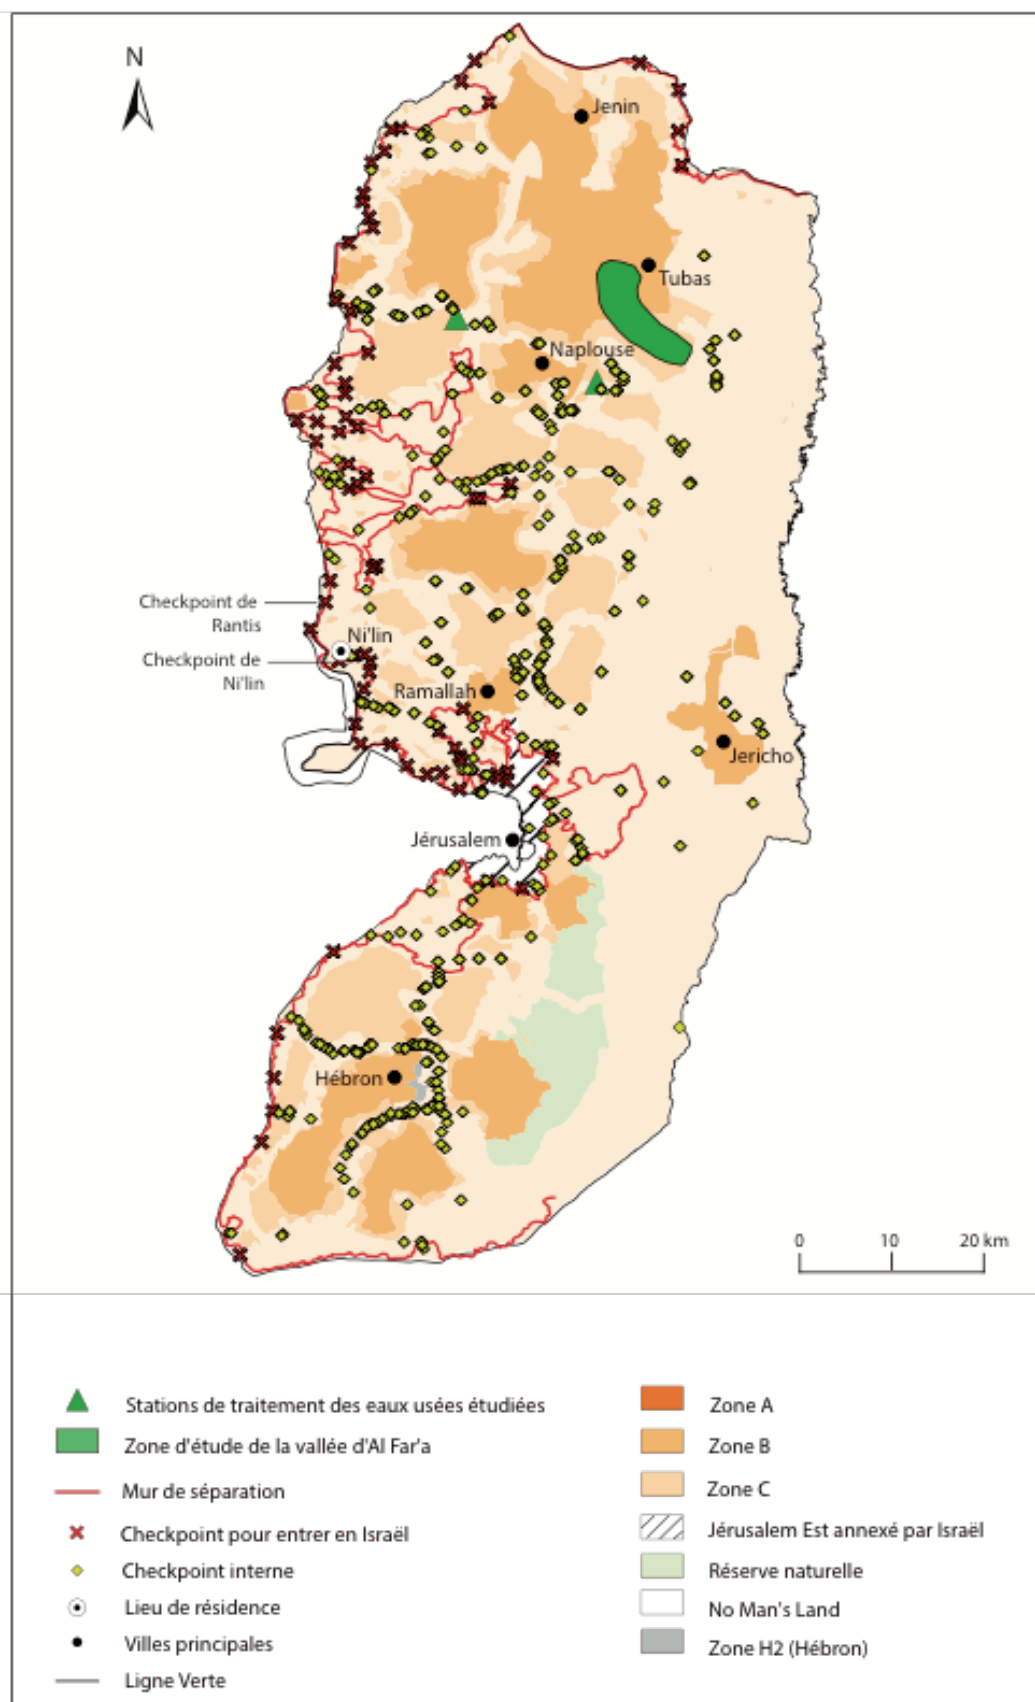 N
Jenin
Tubas
Naplouse
Checkpoint de
Rantis
Ni'lin
Checkpoint de
Ni'lin
Ramallah
Jericho
Jérusalem
Hébron
0 10 20 km
Stations de traitement des eaux usées étudiées
Zone d'étude de la vallée d'Al Far'a
Mur de séparation
Checkpoint pour entrer en Israël
Checkpoint interne
Lieu de résidence
Villes principales
Ligne Verte
Zone A
Zone B
Zone C
Jérusalem Est annexé par Israël
Réserve naturelle
No Man's Land
Zone H2 (Hébron)